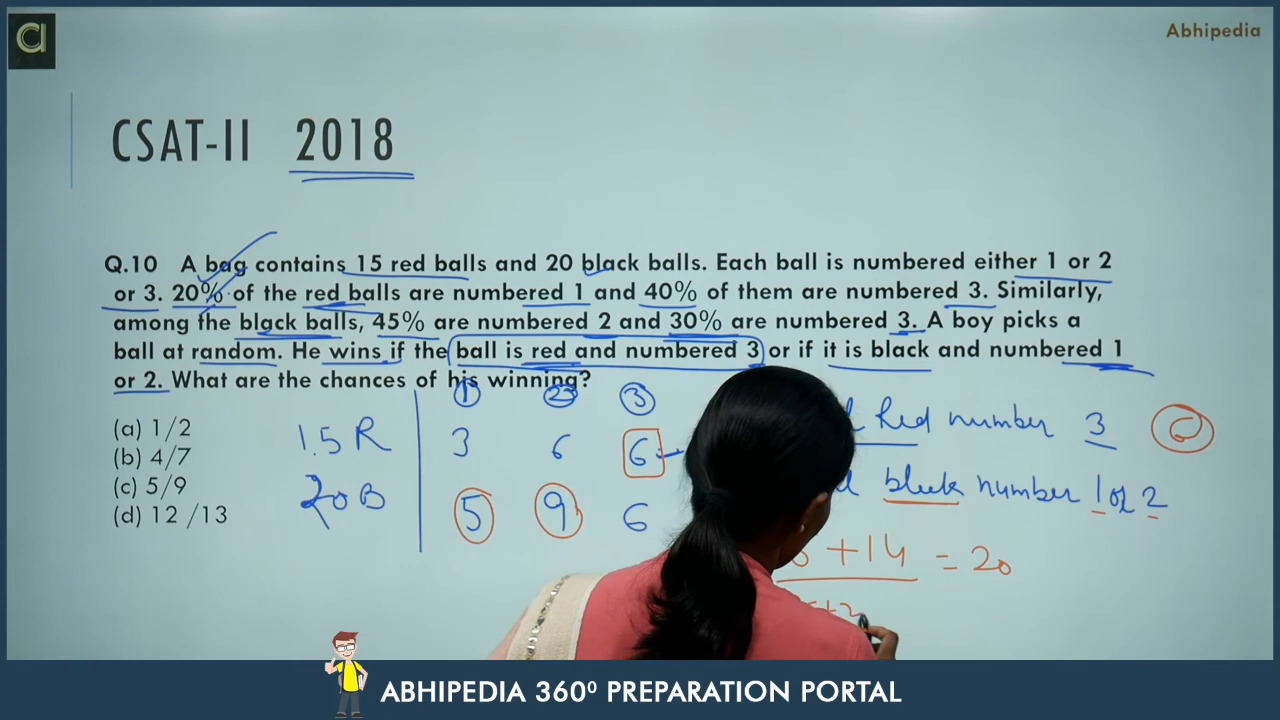 a
Abhipedia
CSAT-II 2018
Q.10 A bag contains 15 red balls and 20 black balls. Each ball is numbered either 1 or 2
or 3. 20% of the red balls are numbered 1 and 40% of them are numbered 3. Similarly,
among the black balls, 45% are numbered 2 and 30% are numbered 3. A boy picks a
ball at random. He wins if the ball is red and numbered 3 or if it is black and numbered 1
or 2. What are the chances of his winning?
(a) 1/2
(b) 4/7
(c) 5/9
(d) 12 /13
1 2 3
15 R 3 6 6
20 B 5 9 6
Red number 3 6
black number 1 or 2
+14 = 20
ABHIPEDIA 360⁰ PREPARATION PORTAL